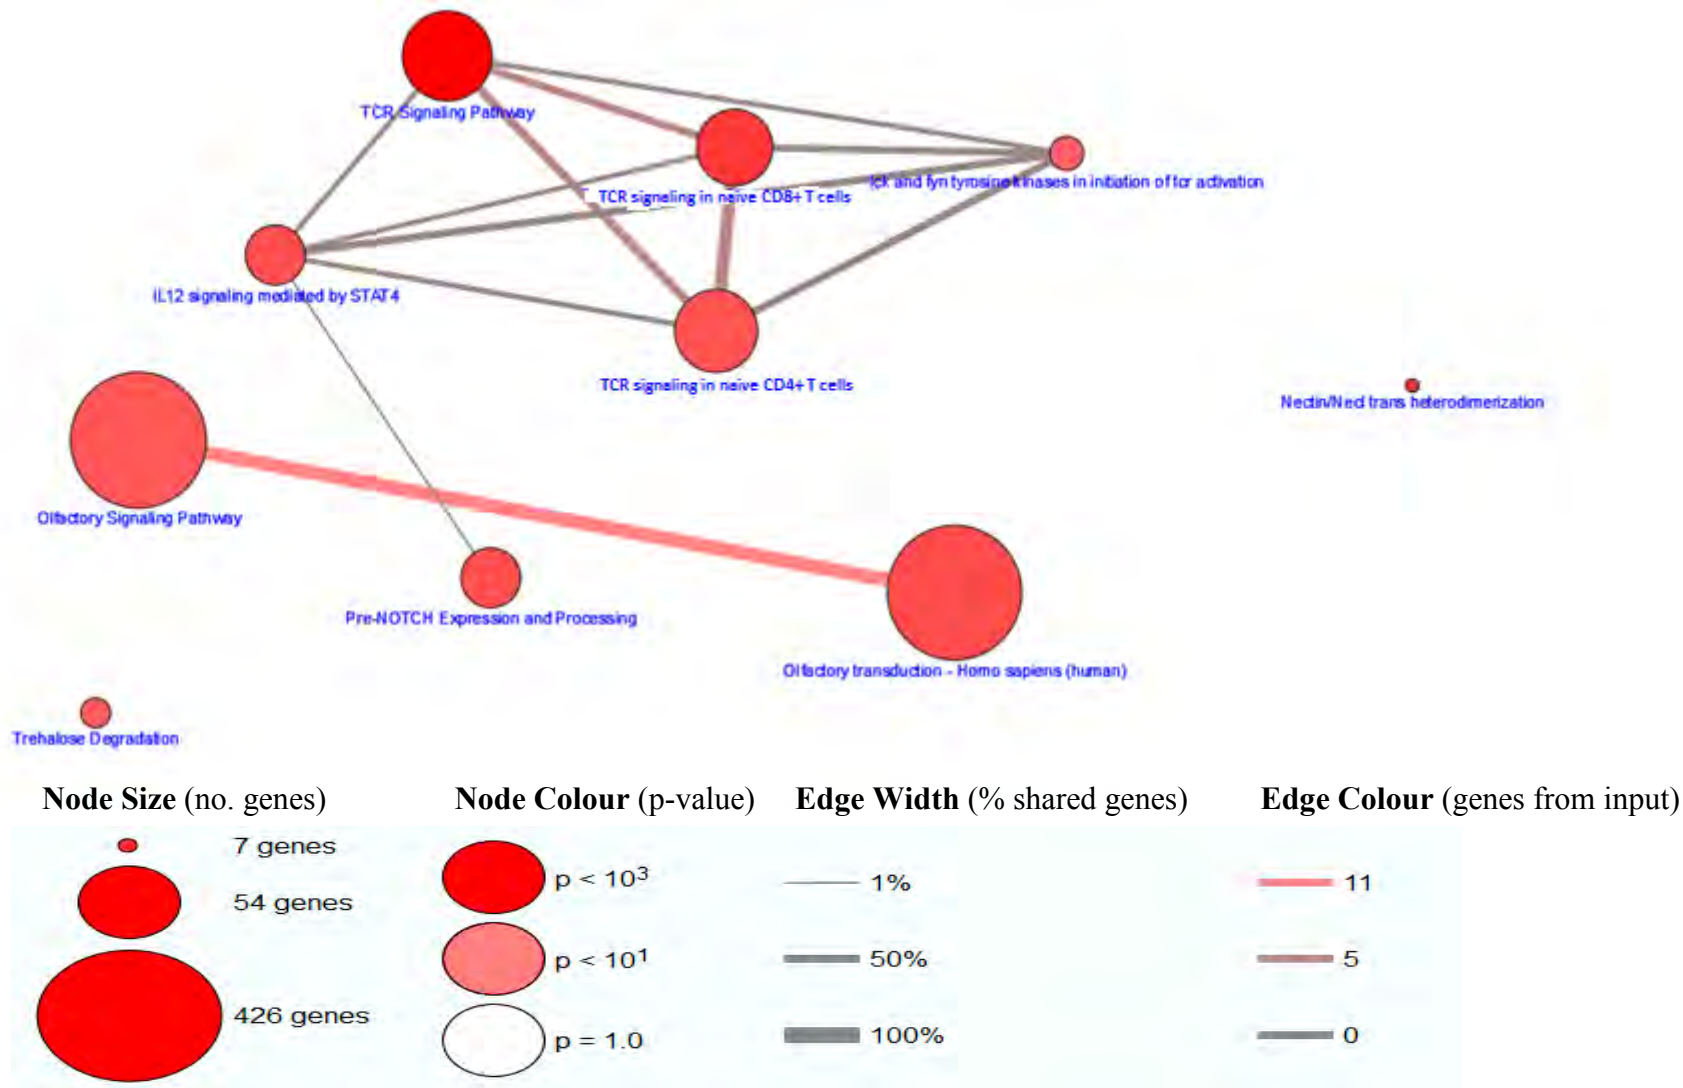 TCR Signaling Pathway
TCR signaling in naive CD8+ T cells
lck and fyn tyrosine kinases in initiation of tcr activation
IL12 signaling mediated by STAT4
TCR signaling in naive CD4+ T cells
Nectin/Necl trans heterodimerization
Olfactory Signaling Pathway
Pre-NOTCH Expression and Processing
Olfactory transduction - Homo sapiens (human)
Trehalose Degradation
Node Size (no. genes)
Node Colour (p-value)
Edge Width (% shared genes)
Edge Colour (genes from input)
7 genes
54 genes
426 genes
p < 10³
p < 10¹
p = 1.0
1%
50%
100%
11
5
0